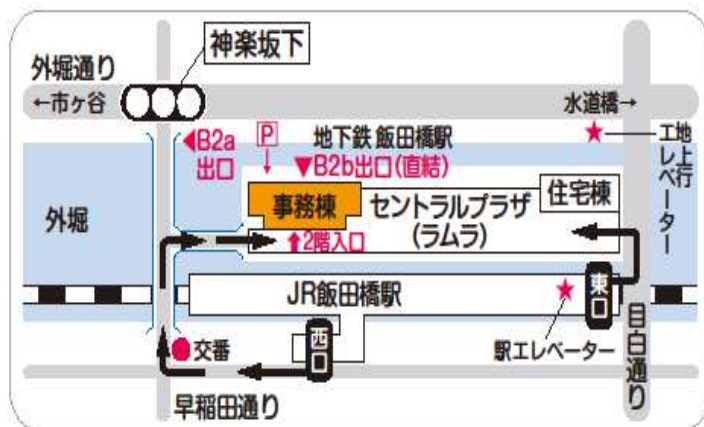 神楽坂下
外堀通り
←市ヶ谷
水道橋→
◀B2a
出口
P
地下鉄 飯田橋駅
▼B2b出口(直結)
★
地上行
エレベーター
事務棟
セントラルプラザ
(ラムラ)
住宅棟
外堀
⬆2階入口
JR飯田橋駅
★
東口
駅エレベーター
目白通り
交番
西口
早稲田通り